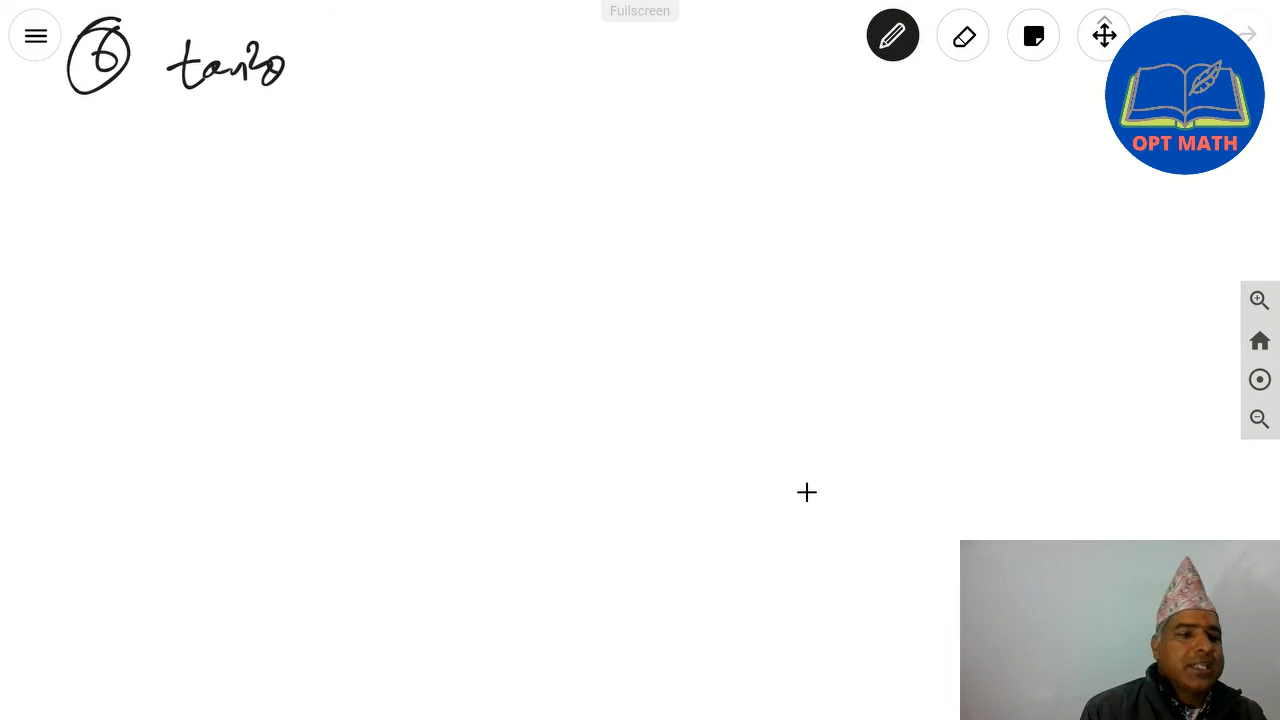 Fullscreen
⑥ tan²θ
OPT MATH